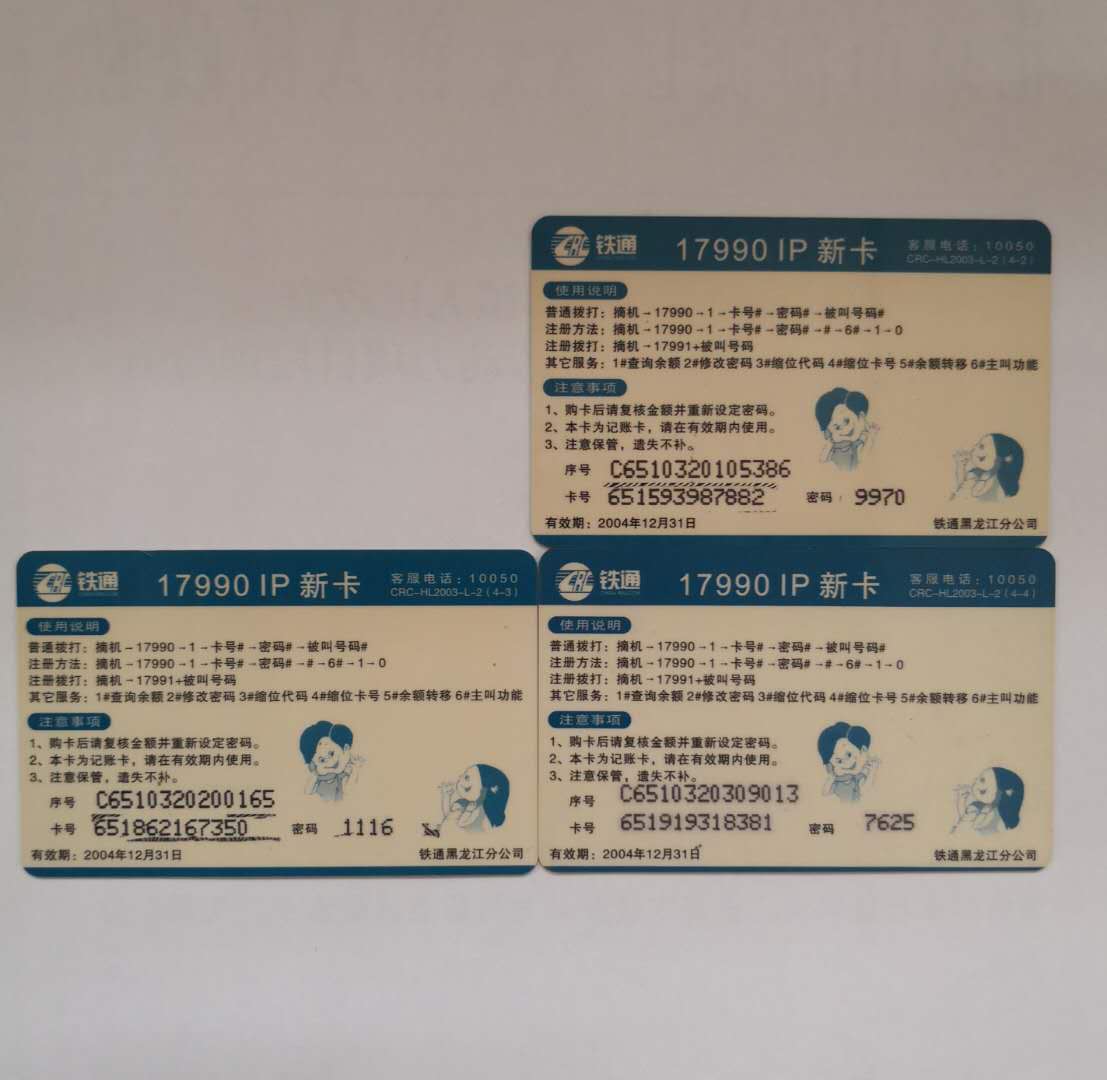 CRC 铁通 17990 IP 新卡 客服电话:10050
CRC-HL2003-L-2(4-2)
使用说明
普通拨打:摘机→17990→1→卡号#→密码#→被叫号码#
注册方法:摘机→17990→1→卡号#→密码#→#→6#→1→0
注册拨打:摘机→17991+被叫号码
其它服务:1#查询余额 2#修改密码 3#缩位代码 4#缩位卡号 5#余额转移 6#主叫功能
注意事项
1、购卡后请复核金额并重新设定密码。
2、本卡为记账卡,请在有效期内使用。
3、注意保管,遗失不补。
序号 C6510320105386
卡号 651593987882 密码: 9970
有效期:2004年12月31日 铁通黑龙江分公司
CRC 铁通 17990 IP 新卡 客服电话:10050
CRC-HL2003-L-2(4-3)
使用说明
普通拨打:摘机→17990→1→卡号#→密码#→被叫号码#
注册方法:摘机→17990→1→卡号#→密码#→#→6#→1→0
注册拨打:摘机→17991+被叫号码
其它服务:1#查询余额 2#修改密码 3#缩位代码 4#缩位卡号 5#余额转移 6#主叫功能
注意事项
1、购卡后请复核金额并重新设定密码。
2、本卡为记账卡,请在有效期内使用。
3、注意保管,遗失不补。
序号 C6510320200165
卡号 651862167350 密码 1116
有效期:2004年12月31日 铁通黑龙江分公司
CRC 铁通 17990 IP 新卡 客服电话:10050
CRC-HL2003-L-2(4-4)
使用说明
普通拨打:摘机→17990→1→卡号#→密码#→被叫号码#
注册方法:摘机→17990→1→卡号#→密码#→#→6#→1→0
注册拨打:摘机→17991+被叫号码
其它服务:1#查询余额 2#修改密码 3#缩位代码 4#缩位卡号 5#余额转移 6#主叫功能
注意事项
1、购卡后请复核金额并重新设定密码。
2、本卡为记账卡,请在有效期内使用。
3、注意保管,遗失不补。
序号 C6510320309013
卡号 651919318381 密码 7625
有效期:2004年12月31日 铁通黑龙江分公司